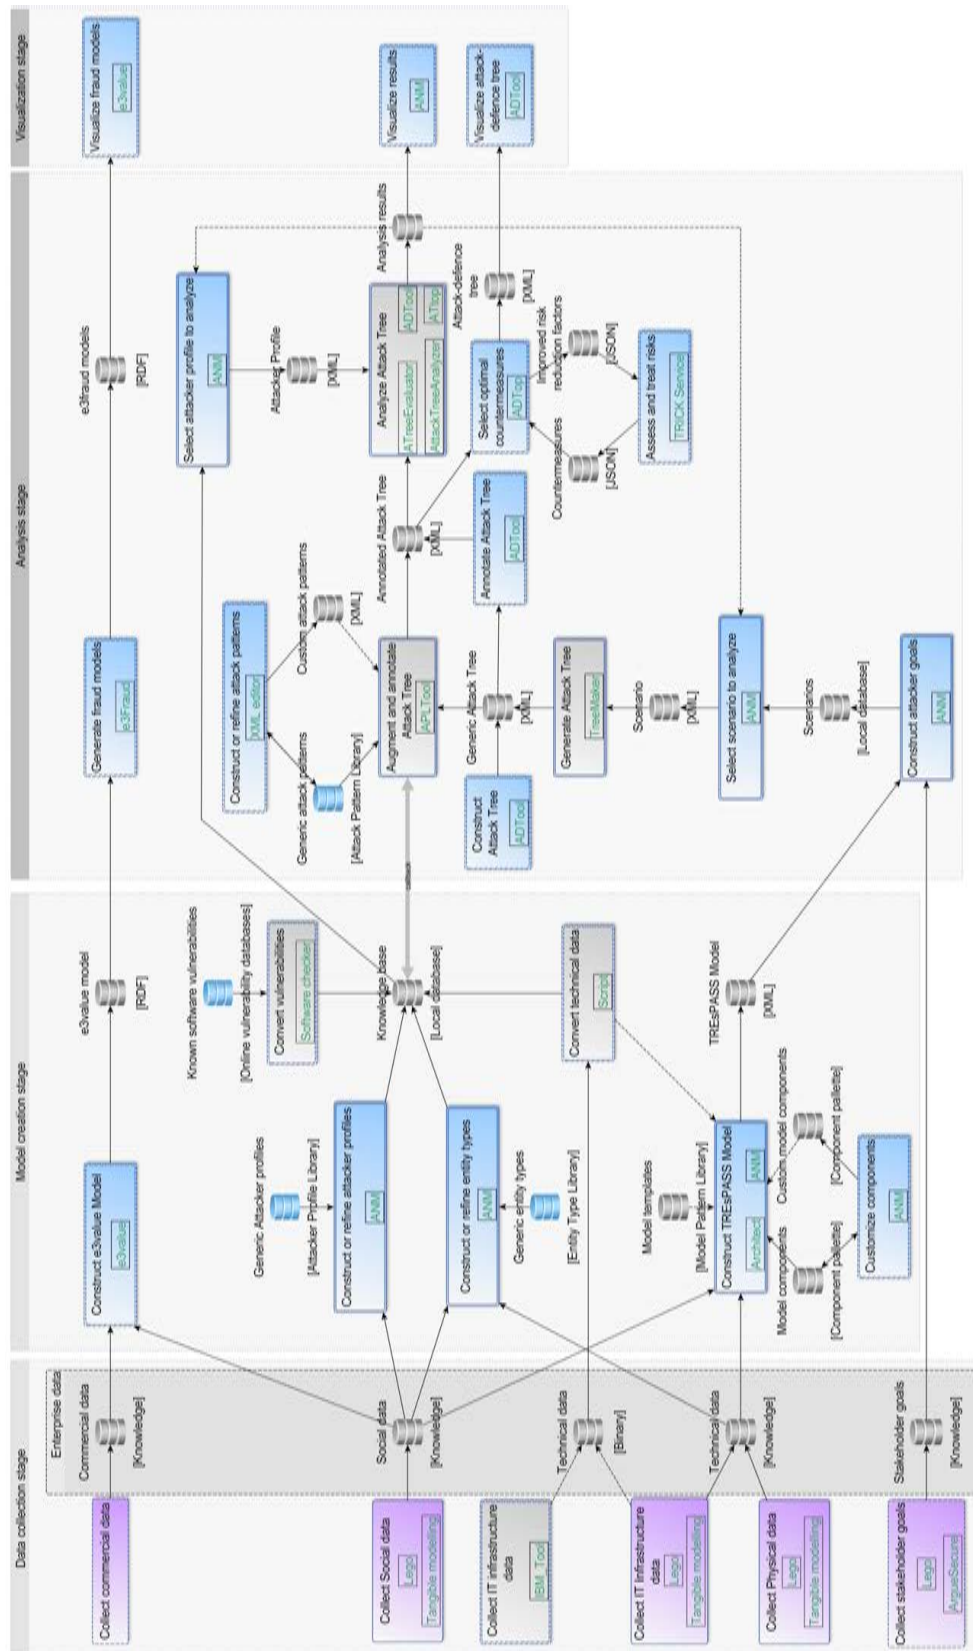 Data collection stage
Enterprise data
Collect commercial data
Commercial data
[Knowledge]
Collect Social data
Lego
Tangible modelling
Social data
[Knowledge]
Collect IT infrastructure
data
IBM_Tool
Technical data
[Binary]
Collect IT infrastructure
data
Lego
Tangible modelling
Technical data
[Knowledge]
Collect Physical data
Lego
Tangible modelling
Collect stakeholder goals
Lego
ArgueSecure
Stakeholder goals
[Knowledge]
Model creation stage
Construct e3value Model
e3value
e3value model
[RDF]
Generic Attacker profiles
[Attacker Profile Library]
Construct or refine attacker profiles
ANM
Known software vulnerabilities
[Online vulnerability databases]
Convert vulnerabilities
Software checker
Knowledge base
[Local database]
Construct or refine entity types
ANM
Generic entity types
[Entity Type Library]
Convert technical data
Script
Model templates
[Model Pattern Library]
Construct TREsPASS Model
Architect
ANM
TREsPASS Model
[XML]
Model components
[Component pallette]
Custom model components
[Component pallette]
Customize components
ANM
Analysis stage
Generate fraud models
e3Fraud
e3fraud models
[RDF]
Select attacker profile to analyze
ANM
Attacker Profile
[XML]
Construct or refine attack patterns
XML editor
Generic attack patterns
[Attack Pattern Library]
Custom attack patterns
[XML]
Augment and annotate
Attack Tree
APLTool
Annotated Attack Tree
[XML]
Analyze Attack Tree
ATreeEvaluator
ADTool
AttackTreeAnalyzer
ATtop
Analysis results
Construct
Attack Tree
ADTool
Generic Attack Tree
[XML]
Annotate Attack Tree
ADTool
Select optimal
countermeasures
ADTop
Attack-defence
tree
[XML]
Countermeasures
[JSON]
Improved risk
reduction factors
[JSON]
Assess and treat risks
TRICK Service
Generate Attack Tree
TreeMaker
Scenario
[XML]
Select scenario to analyze
ANM
Scenarios
[Local database]
Construct attacker goals
ANM
Visualization stage
Visualize fraud models
e3value
Visualize results
ANM
Visualize attack-
defence tree
ADTool